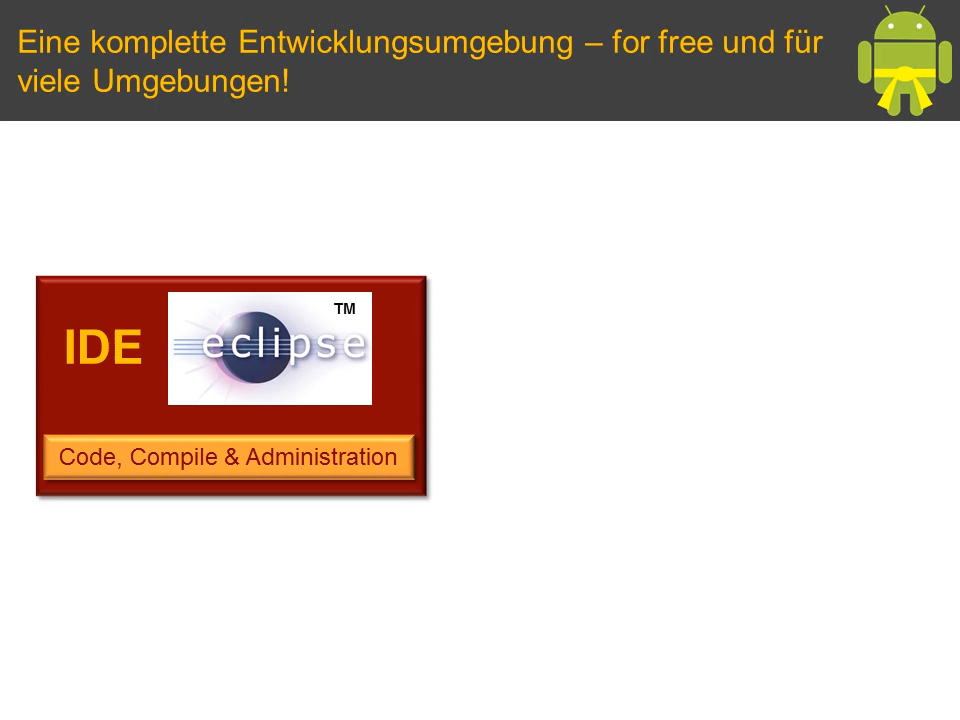 Eine komplette Entwicklungsumgebung – for free und für
viele Umgebungen!
IDE
TM
eclipse
Code, Compile & Administration